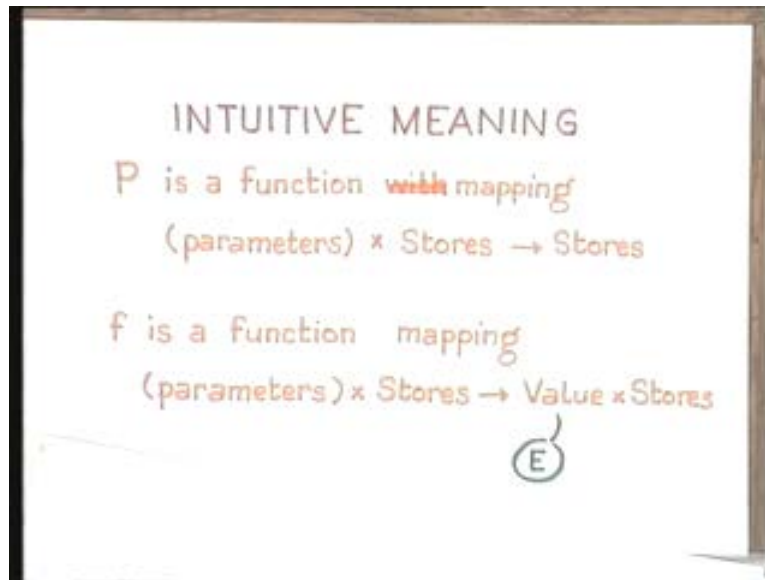 INTUITIVE MEANING
P is a function with mapping
(parameters) × Stores → Stores
f is a function mapping
(parameters) × Stores → Value × Stores
E